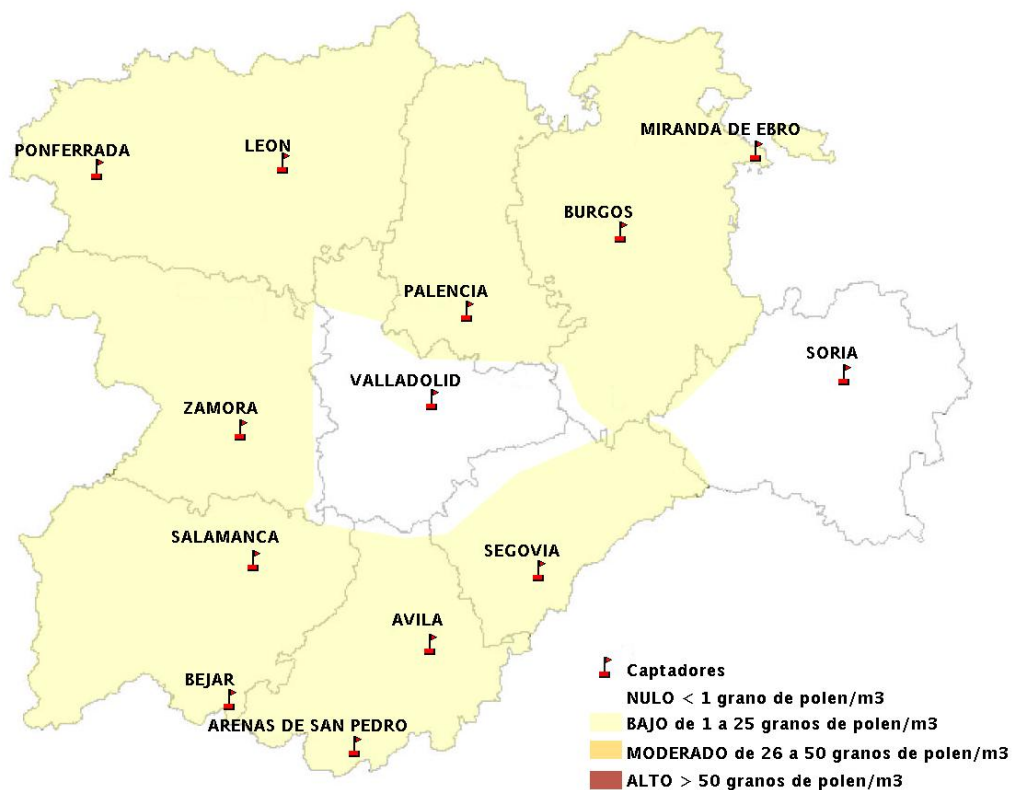 MIRANDA DE EBRO
PONFERRADA
LEON
BURGOS
PALENCIA
SORIA
VALLADOLID
ZAMORA
SALAMANCA
SEGOVIA
AVILA
BEJAR
ARENAS DE SAN PEDRO
Captadores
NULO < 1 grano de polen/m3
BAJO de 1 a 25 granos de polen/m3
MODERADO de 26 a 50 granos de polen/m3
ALTO > 50 granos de polen/m3